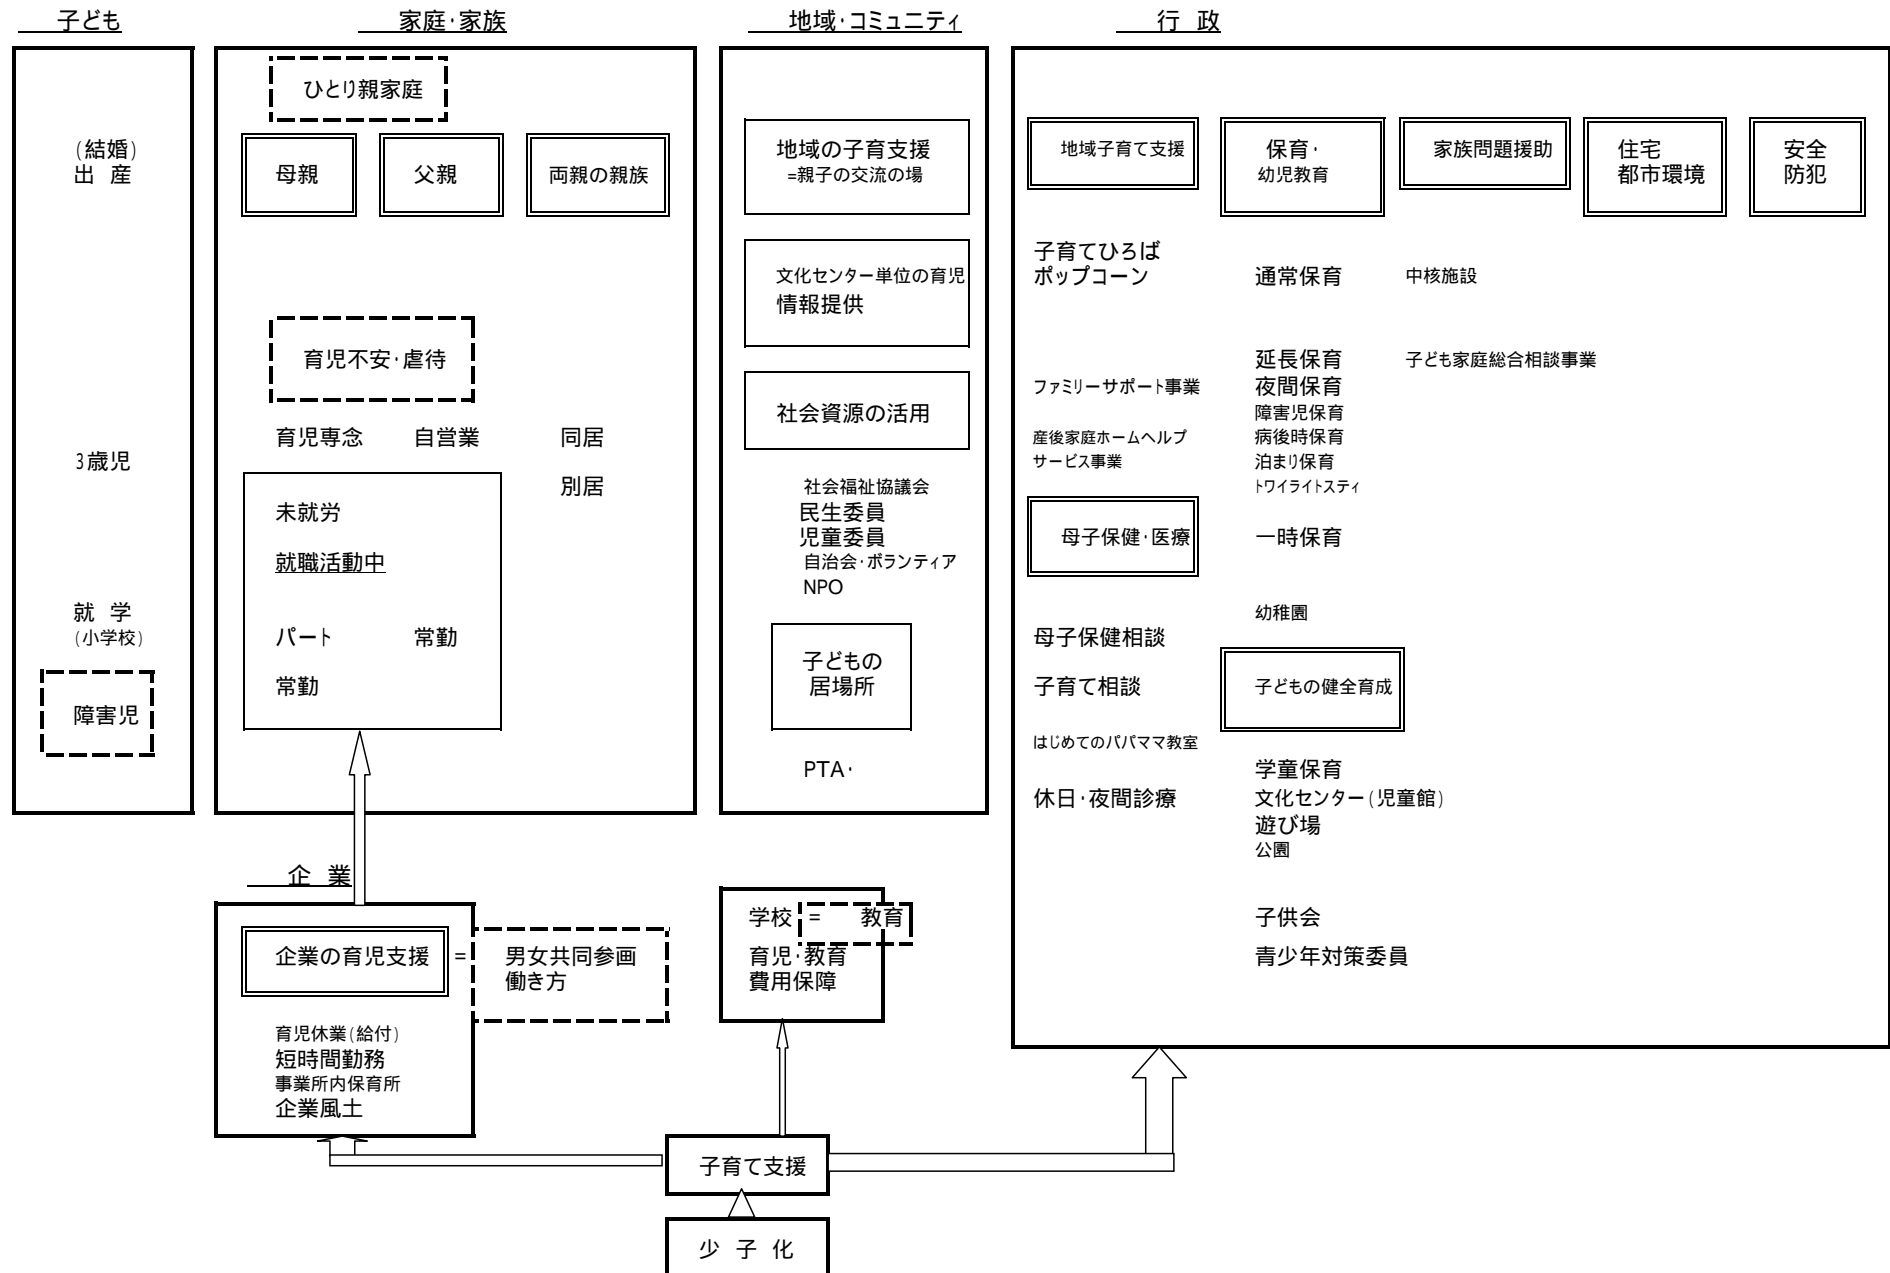 子ども
(結婚)
出 産
3歳児
就 学
(小学校)
障害児
家庭・家族
ひとり親家庭
母親
父親
両親の親族
育児不安・虐待
育児専念
自営業
同居
別居
未就労
就職活動中
パート
常勤
常勤
地域・コミュニティ
地域の子育支援
=親子の交流の場
文化センター単位の育児
情報提供
社会資源の活用
社会福祉協議会
民生委員
児童委員
自治会・ボランティア
NPO
子どもの
居場所
PTA・
行 政
地域子育て支援
子育てひろば
ポップコーン
ファミリーサポート事業
産後家庭ホームヘルプ
サービス事業
母子保健・医療
母子保健相談
子育て相談
はじめてのパパママ教室
休日・夜間診療
保育・
幼児教育
通常保育
延長保育
夜間保育
障害児保育
病後時保育
泊まり保育
トワイライトスティ
一時保育
幼稚園
子どもの健全育成
学童保育
文化センター(児童館)
遊び場
公園
子供会
青少年対策委員
家族問題援助
中核施設
子ども家庭総合相談事業
住宅
都市環境
安全
防犯
企 業
企業の育児支援
=
男女共同参画
働き方
育児休業(給付)
短時間勤務
事業所内保育所
企業風土
学校 = 教育
育児・教育
費用保障
子育て支援
少 子 化